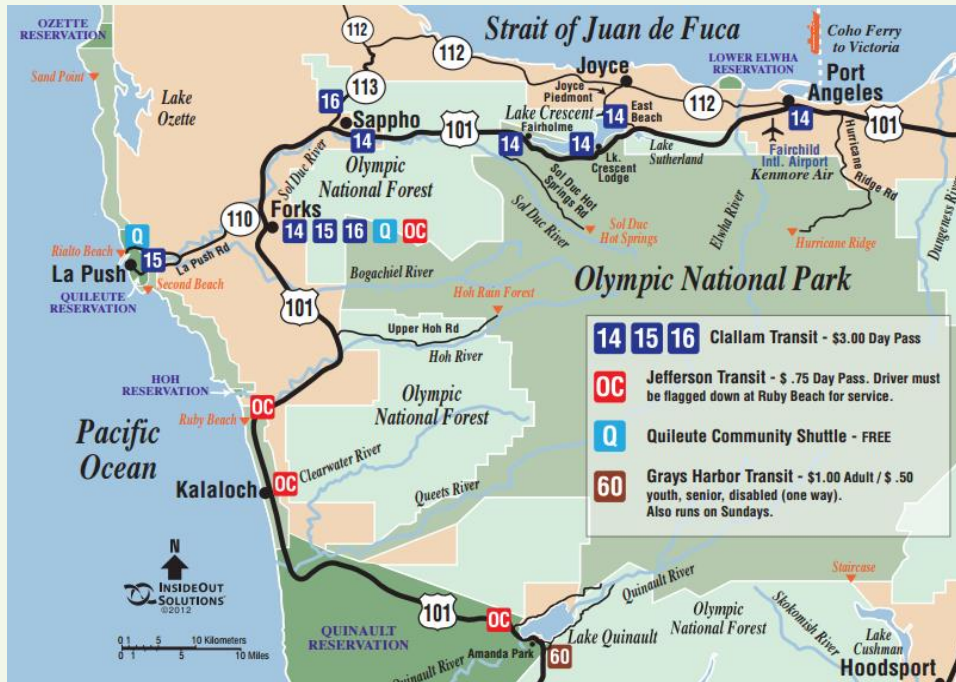 OZETTE
RESERVATION
Sand Point
Lake
Ozette
112
113
112
112
16
Sappho
14
Strait of Juan de Fuca
Coho Ferry
to Victoria
Joyce
Joyce
Piedmont
LOWER ELWHA
RESERVATION
Port
Angeles
14
101
Lake Crescent
14
East
Beach
Fairholme
14
14
Lk.
Crescent
Lodge
Lake
Sutherland
112
Fairchild
Intl. Airport
Kenmore Air
Hurricane
Ridge Rd
101
Sol Duc River
Olympic
National Forest
Sol Duc Hot
Springs Rd
Sol Duc River
Sol Duc
Hot Springs
Elwha River
Hurricane Ridge
Dungeness River
110
Forks
14 15 16 Q OC
Q
Rialto Beach
La Push
15
La Push Rd
Second Beach
QUILEUTE
RESERVATION
Bogachiel River
101
Hoh Rain Forest
Upper Hoh Rd
Hoh River
Olympic National Park
HOH
RESERVATION
OC
Ruby Beach
Olympic
National Forest
Pacific
Ocean
OC
Clearwater River
Kalaloch
Queets River
14 15 16 Clallam Transit - $3.00 Day Pass
OC Jefferson Transit - $ .75 Day Pass. Driver must
be flagged down at Ruby Beach for service.
Q Quileute Community Shuttle - FREE
60 Grays Harbor Transit - $1.00 Adult / $ .50
youth, senior, disabled (one way).
Also runs on Sundays.
N
INSIDEOUT
SOLUTIONS
©2012
0 1 5 10 Kilometers
0 1 5 10 Miles
QUINAULT
RESERVATION
101
OC
Amanda Park
60
Lake Quinault
Quinault River
Quinault River
Olympic
National Forest
Staircase
Skokomish River
Lake
Cushman
Hoodsport